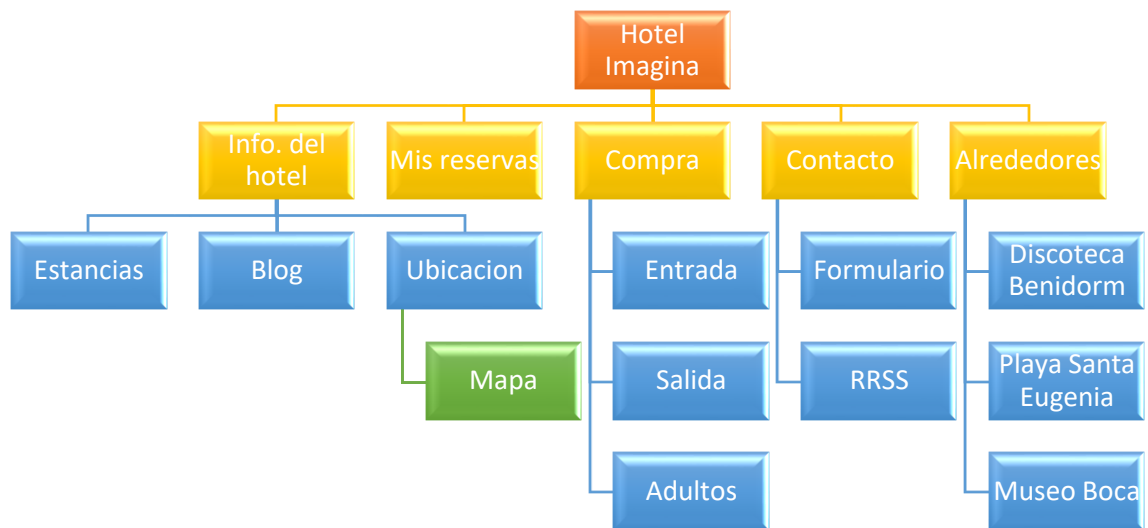 Hotel
Imagina
Info. del
hotel
Mis reservas
Compra
Contacto
Alrededores
Estancias
Blog
Ubicacion
Entrada
Formulario
Discoteca
Benidorm
Mapa
Salida
RRSS
Playa Santa
Eugenia
Adultos
Museo Boca